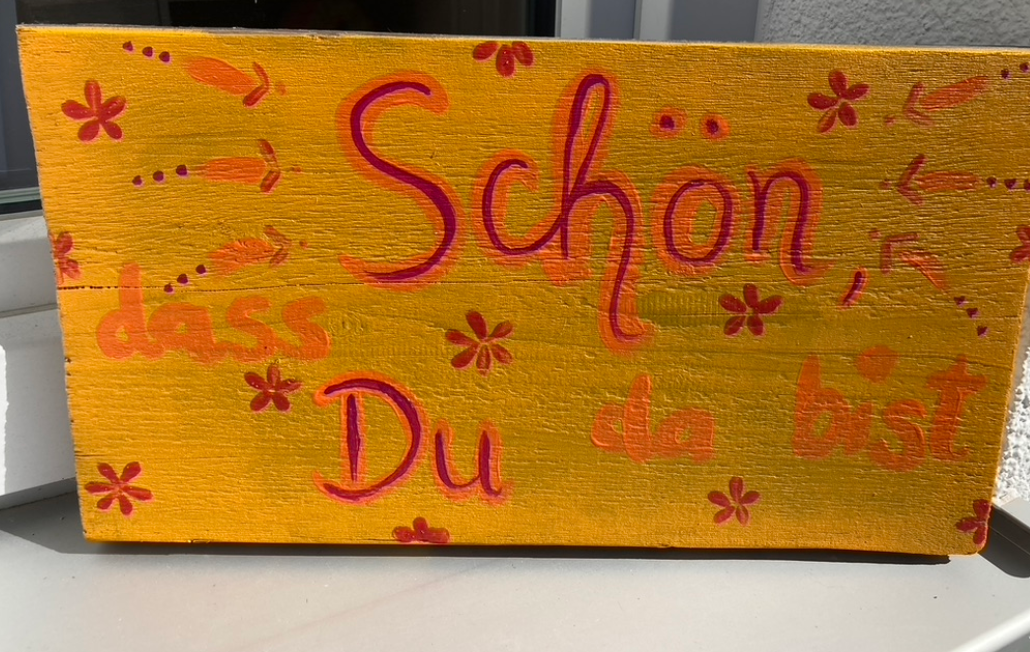 Schön,
dass
Du da bist